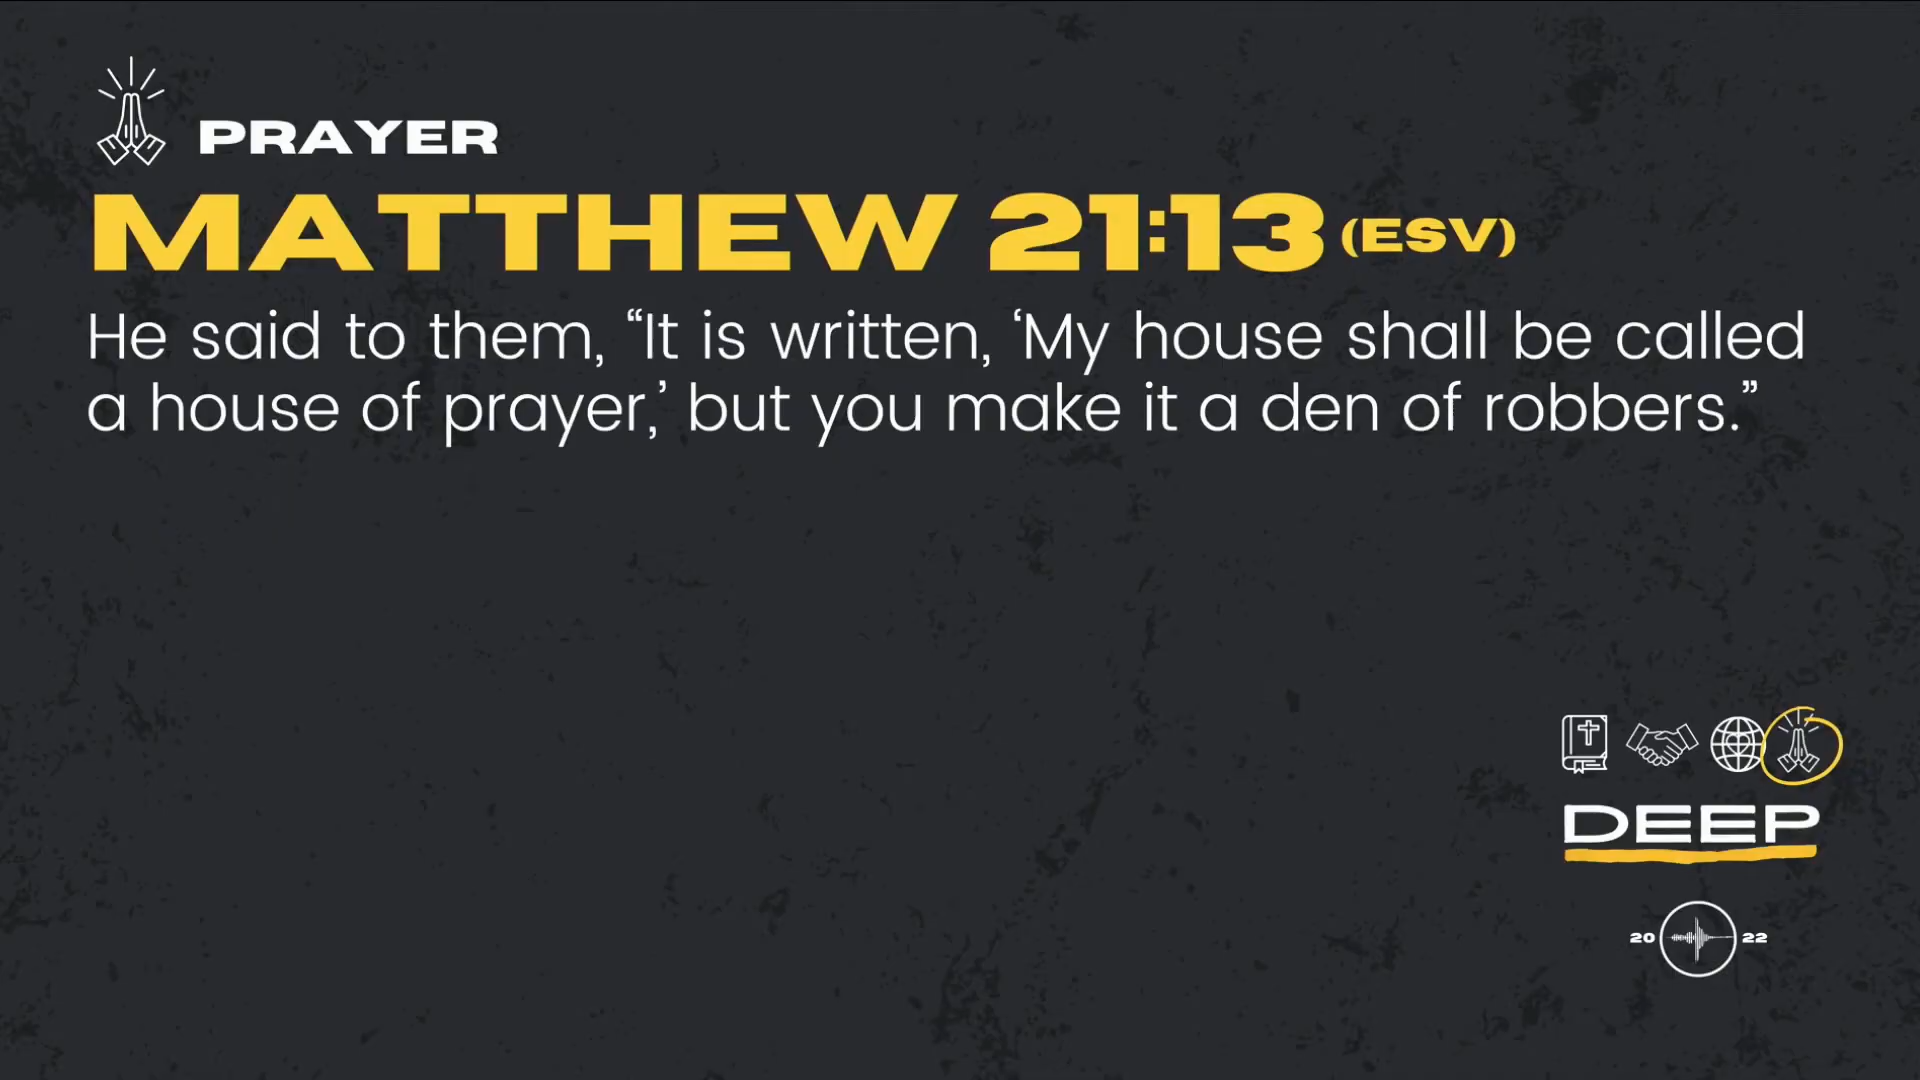 PRAYER
MATTHEW 21:13 (ESV)
He said to them, “It is written, ‘My house shall be called
a house of prayer,’ but you make it a den of robbers.”
DEEP
20 22